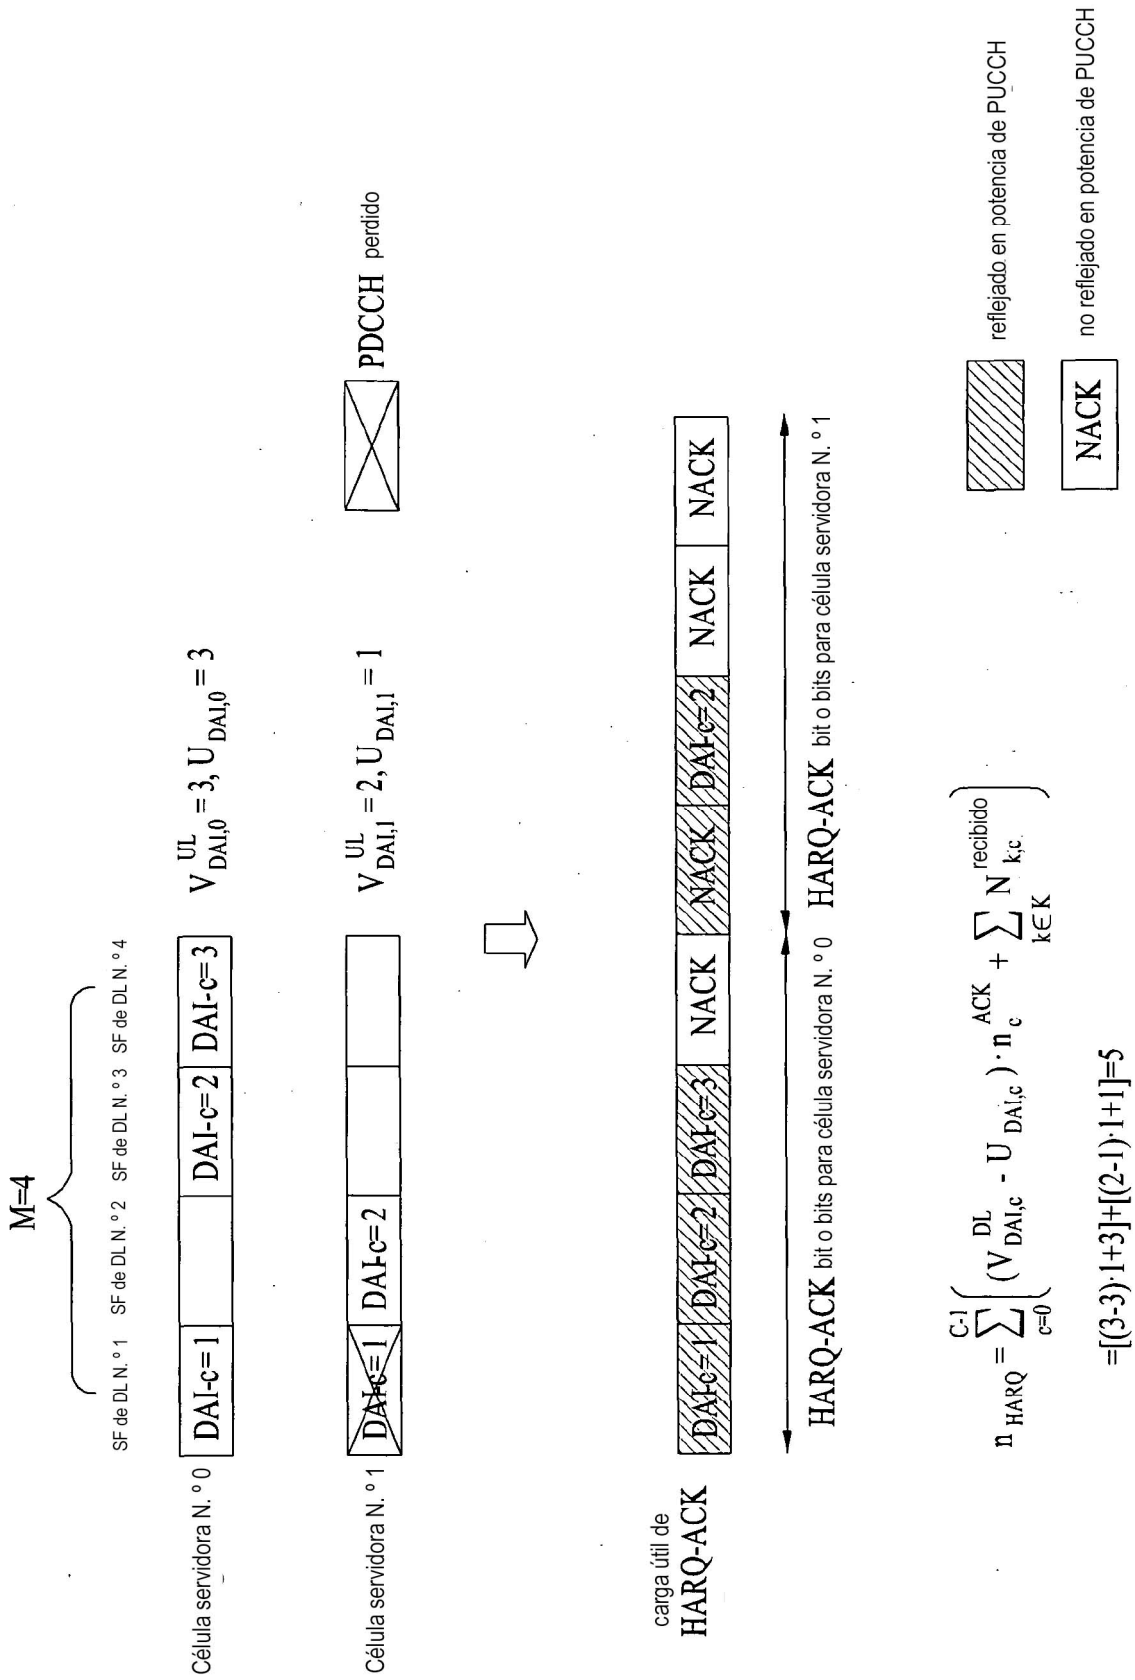 M=4
SF de DL N.º 1 SF de DL N.º 2 SF de DL N.º 3 SF de DL N.º 4
Célula servidora N.º 0 DAI-c=1 DAI-c=2 DAI-c=3 V^UL_DAI,0 = 3, U_DAI,0 = 3
Célula servidora N.º 1 DAI-c=1 DAI-c=2 V^UL_DAI,1 = 2, U_DAI,1 = 1
PDCCH perdido
carga útil de
HARQ-ACK
DAI-c=1 DAI-c=2 DAI-c=3 NACK NACK DAI-c=2 NACK NACK
HARQ-ACK bit o bits para célula servidora N.º 0 HARQ-ACK bit o bits para célula servidora N.º 1
n_HARQ = ∑_{c=0}^{C-1} ( (V^DL_DAI,c - U_DAI,c) · n_c^ACK + ∑_{k∈K} N_k,c^recibido )
=[(3-3)·1+3]+[(2-1)·1+1]=5
reflejado en potencia de PUCCH
NACK no reflejado en potencia de PUCCH